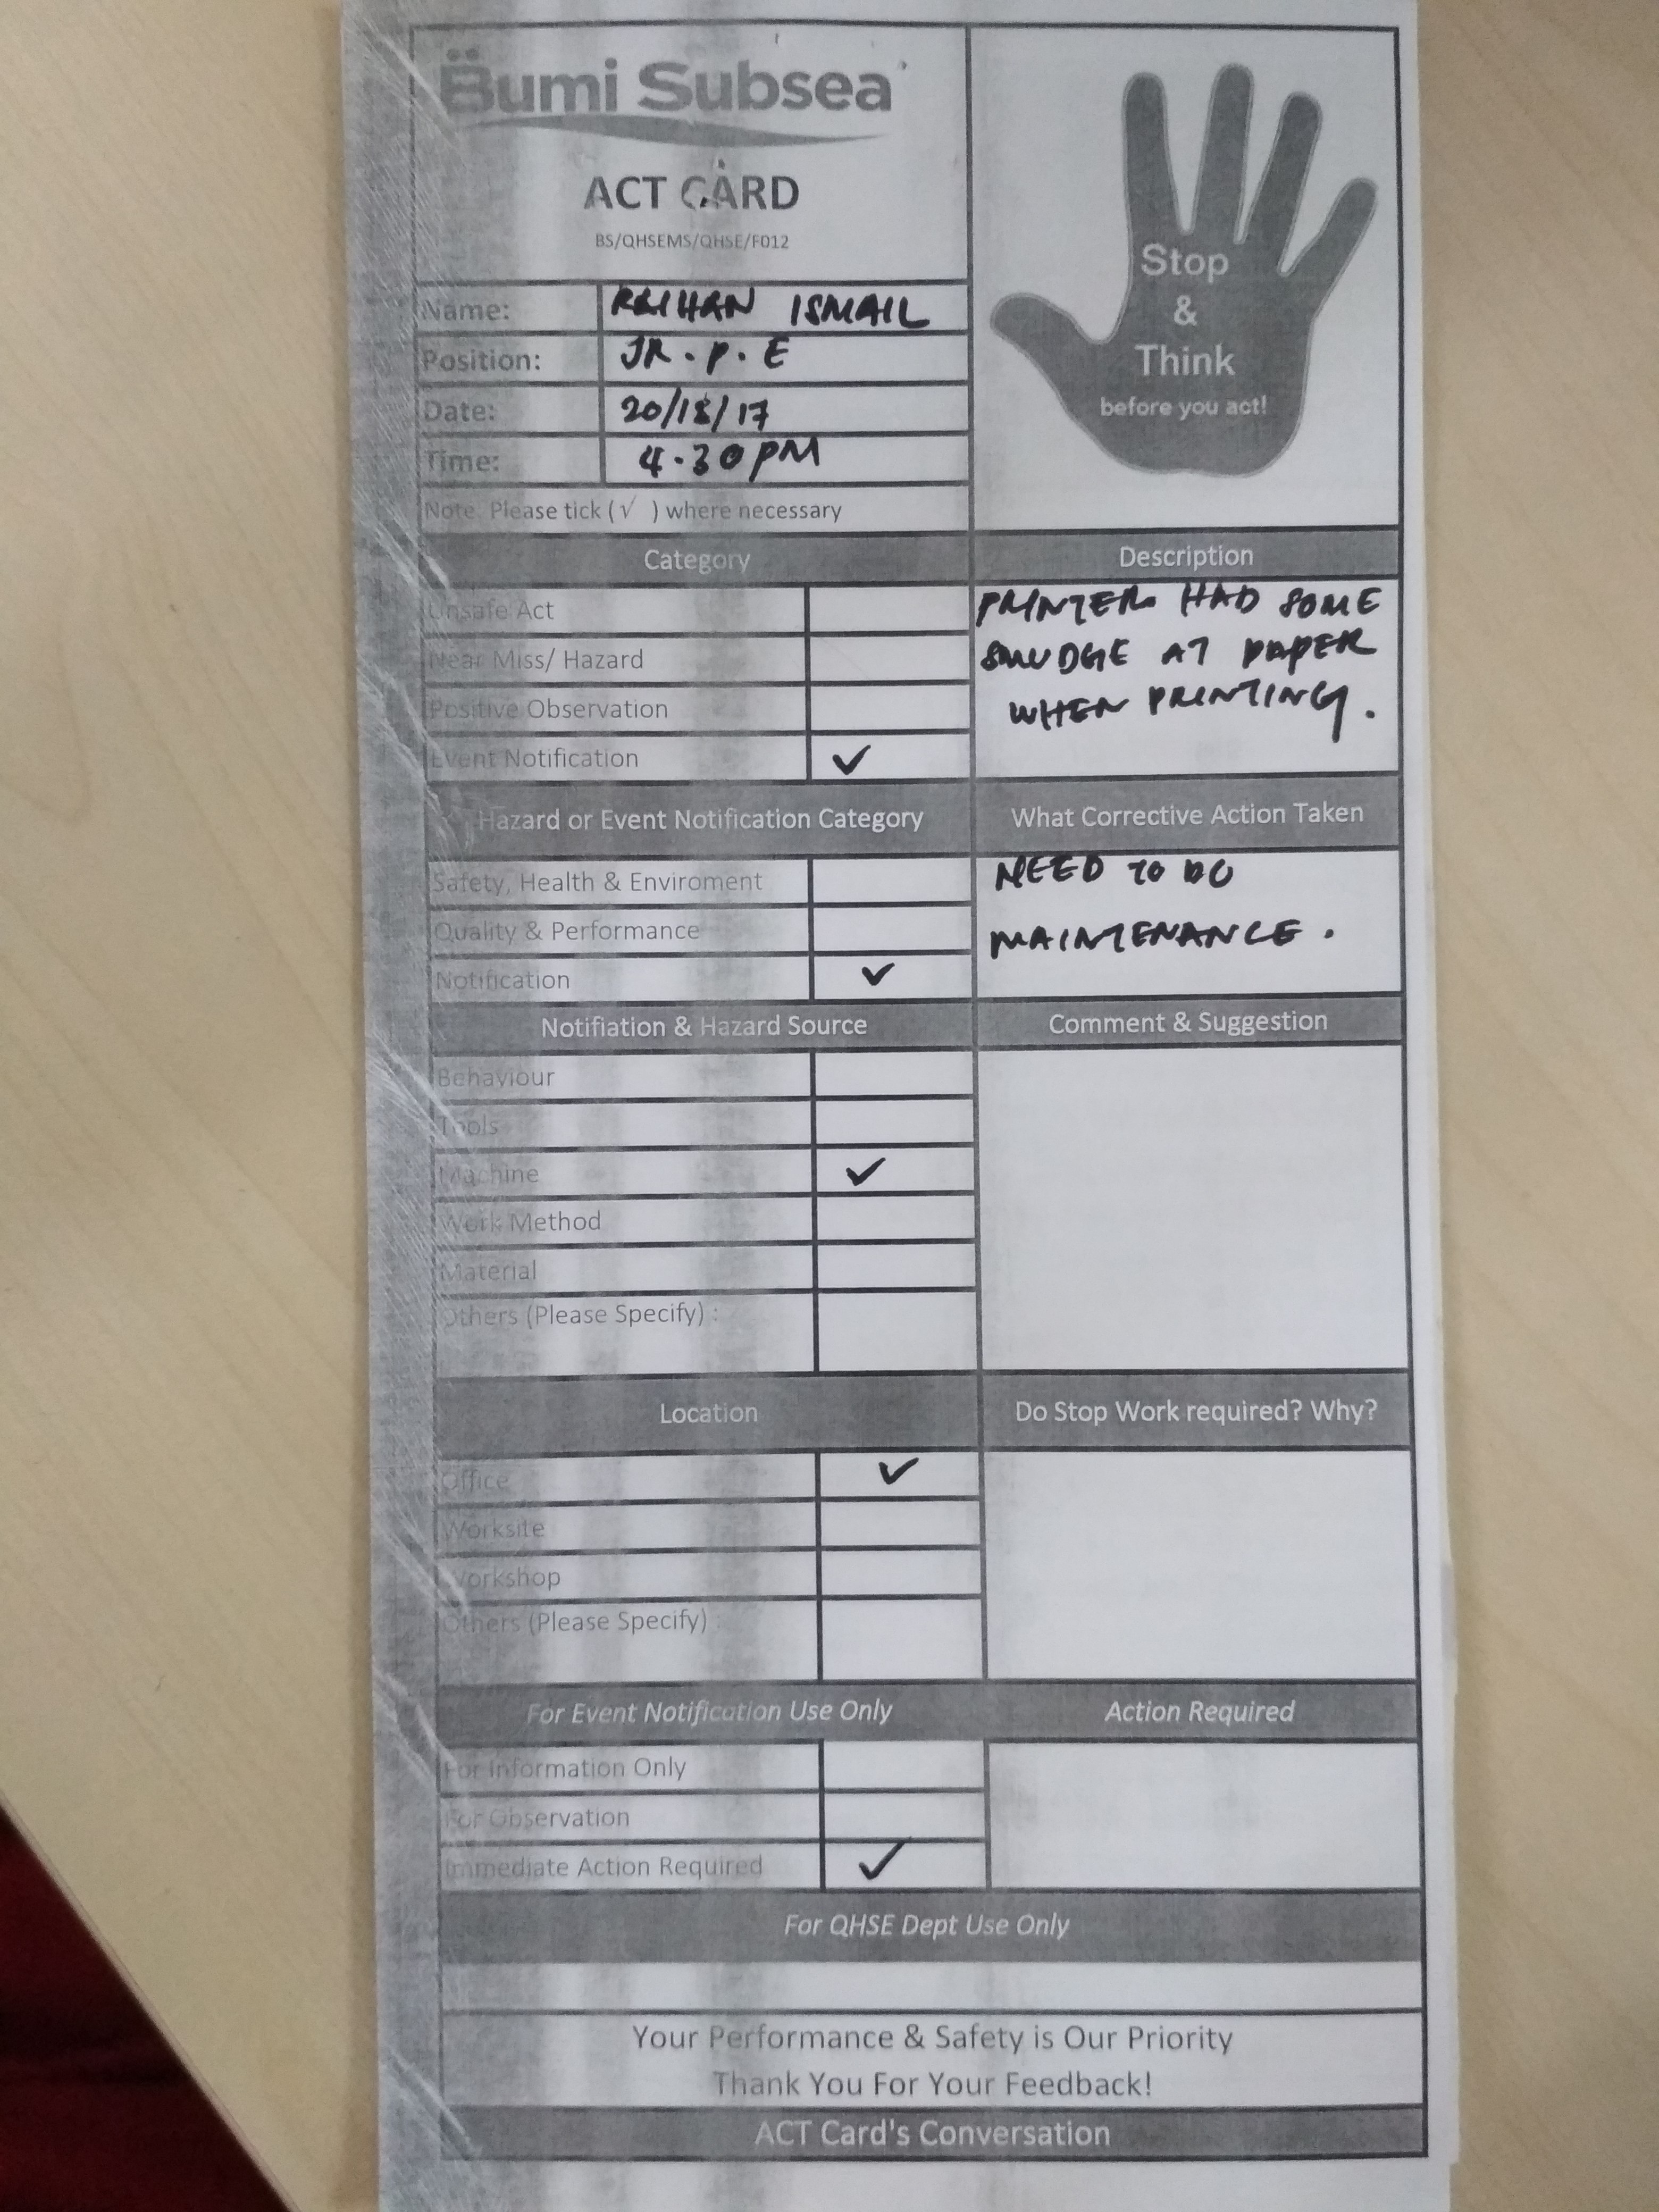 Bumi Subsea
ACT CARD
BS/QHSEMS/QHSE/F012
Name: RAIHAN ISMAIL
Position: JR. P. E
Date: 20/12/17
Time: 4.30 PM
Note: Please tick (√ ) where necessary
Stop
&
Think
before you act!
Category
Unsafe Act
Near Miss/ Hazard
Positive Observation
Event Notification ✓
Description
PRINTER HAD SOME
SMUDGE AT PAPER
WHEN PRINTING.
Hazard or Event Notification Category
Safety, Health & Enviroment
Quality & Performance
Notification ✓
What Corrective Action Taken
NEED TO DO
MAINTENANCE.
Notifiation & Hazard Source
Behaviour
Tools
Machine ✓
Work Method
Material
Others (Please Specify) :
Comment & Suggestion
Location
Office ✓
Worksite
Workshop
Others (Please Specify) :
Do Stop Work required? Why?
For Event Notification Use Only
For Information Only
For Observation
Immediate Action Required ✓
Action Required
For QHSE Dept Use Only
Your Performance & Safety is Our Priority
Thank You For Your Feedback!
ACT Card's Conversation